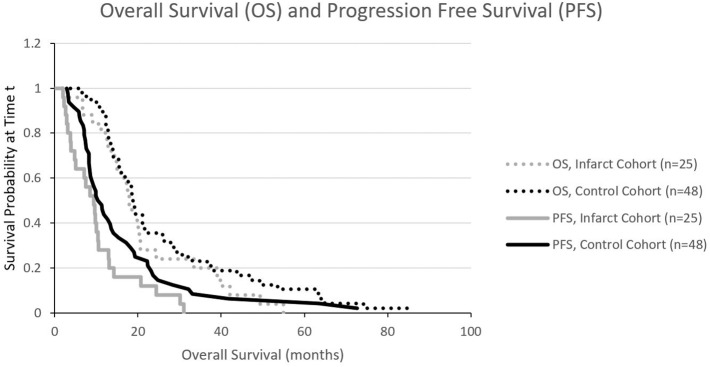 Overall Survival (OS) and Progression Free Survival (PFS)
1.2
1
0.8
0.6
0.4
0.2
0
0 20 40 60 80 100
Survival Probability at Time t
Overall Survival (months)
OS, Infarct Cohort (n=25)
OS, Control Cohort (n=48)
PFS, Infarct Cohort (n=25)
PFS, Control Cohort (n=48)